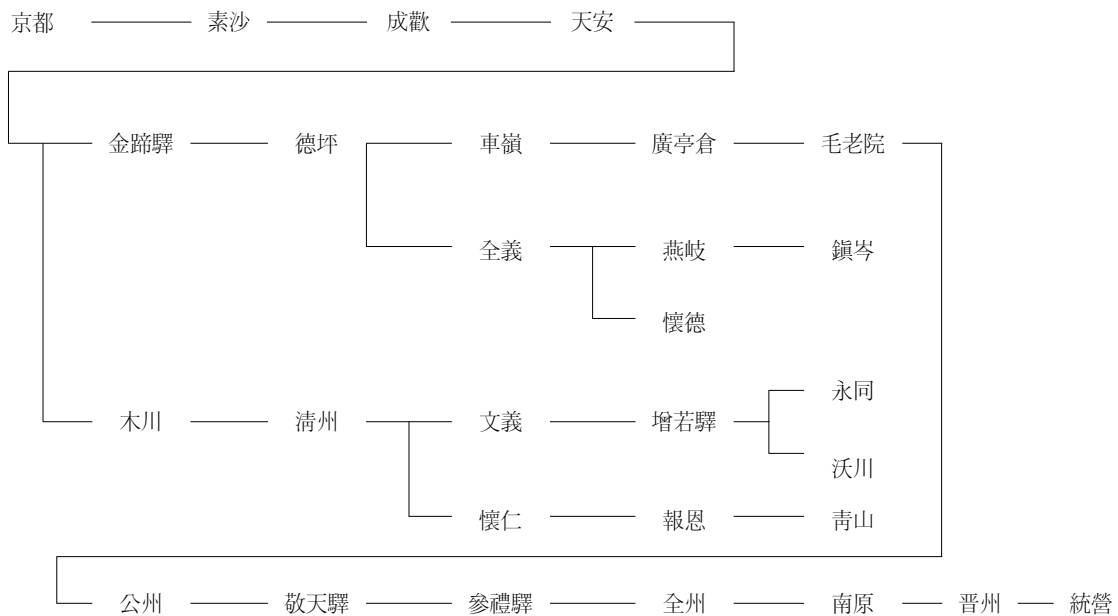 京都 素沙 成歡 天安
金蹄驛 德坪 車嶺 廣亭倉 毛老院
全義 燕岐 鎭岑
懷德
永同
木川 淸州 文義 增若驛
沃川
懷仁 報恩 靑山
公州 敬天驛 參禮驛 全州 南原 晋州 統營